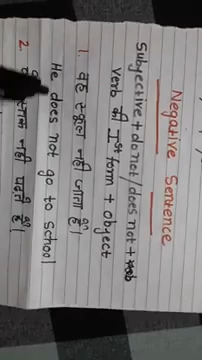 Negative Sentence
Subjective + do not / does not +
verb की Ist form + object
1. वह स्कूल नही जाता है।
He does not go to school
2. नही पढ़ते हैं।